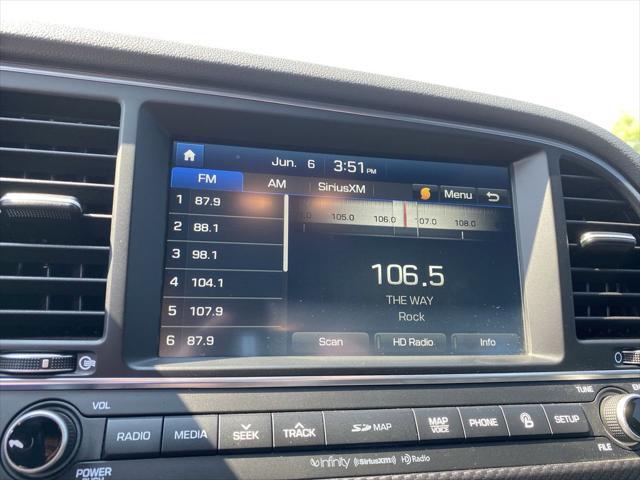 Jun. 6 3:51 PM
FM AM SiriusXM Menu
1 87.9
2 88.1
3 98.1
4 104.1
5 107.9
6 87.9
105.0 106.0 107.0 108.0
106.5
THE WAY
Rock
Scan HD Radio Info
VOL TUNE
RADIO MEDIA SEEK TRACK SD MAP MAP VOICE PHONE SETUP
POWER FILE
Infinity (((SiriusXM))) HD Radio